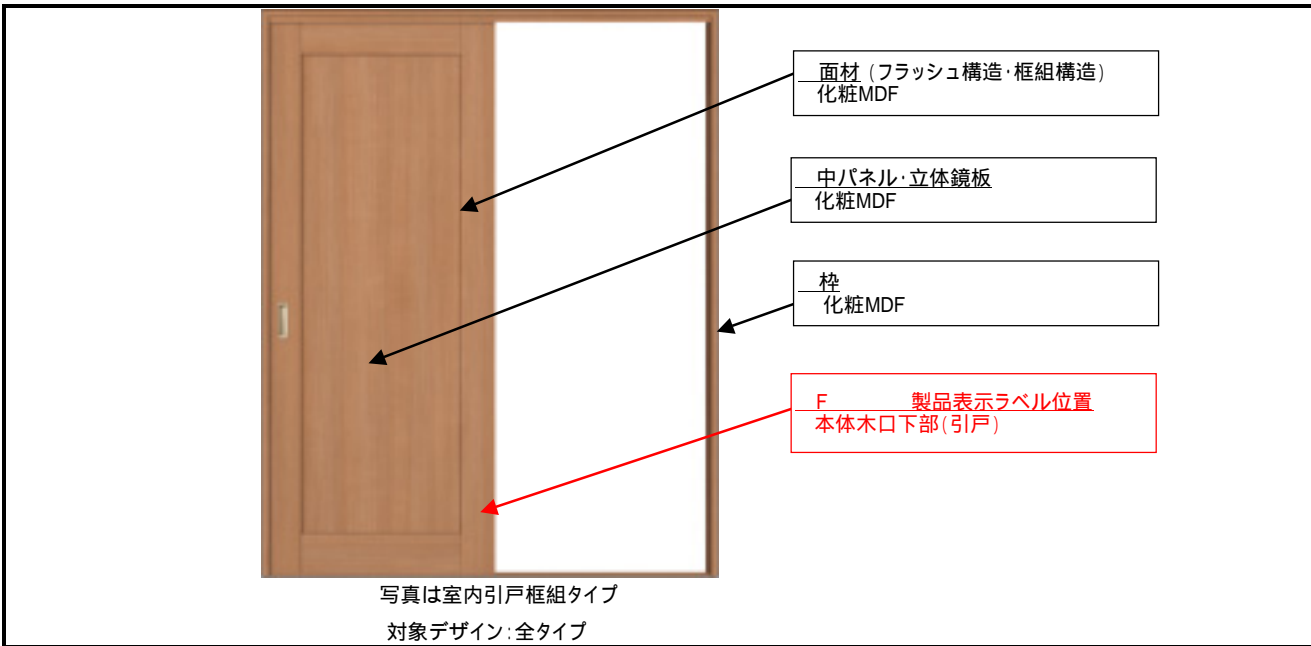 面材 (フラッシュ構造・框組構造)
化粧MDF
中パネル・立体鏡板
化粧MDF
枠
化粧MDF
F 製品表示ラベル位置
本体木口下部(引戸)
写真は室内引戸框組タイプ
対象デザイン:全タイプ